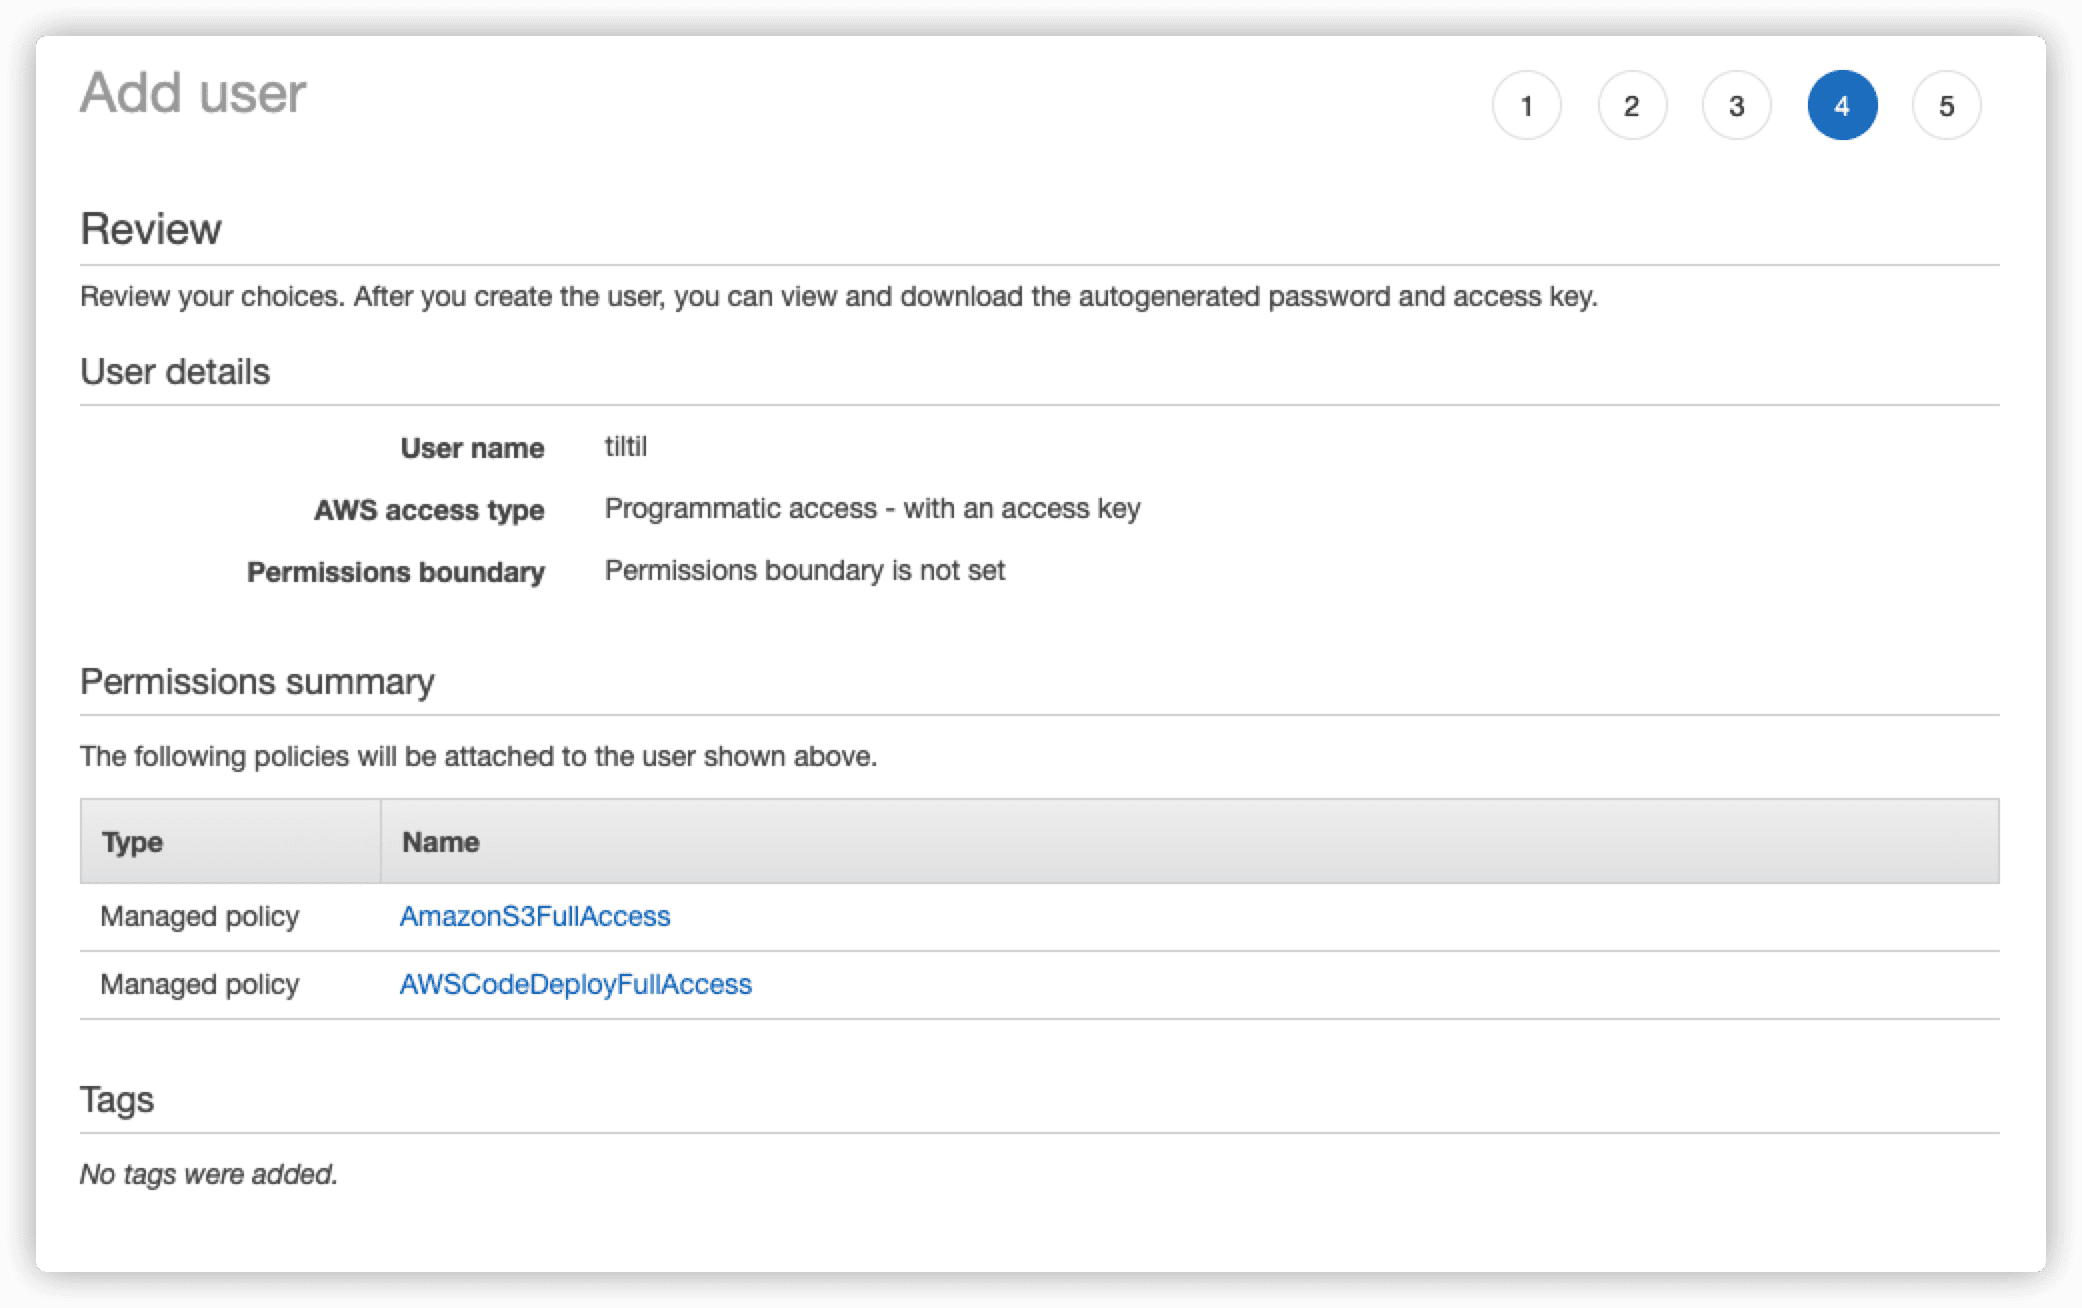 Add user
1 2 3 4 5
Review
Review your choices. After you create the user, you can view and download the autogenerated password and access key.
User details
User name tiltil
AWS access type Programmatic access - with an access key
Permissions boundary Permissions boundary is not set
Permissions summary
The following policies will be attached to the user shown above.
Type Name
Managed policy AmazonS3FullAccess
Managed policy AWSCodeDeployFullAccess
Tags
No tags were added.